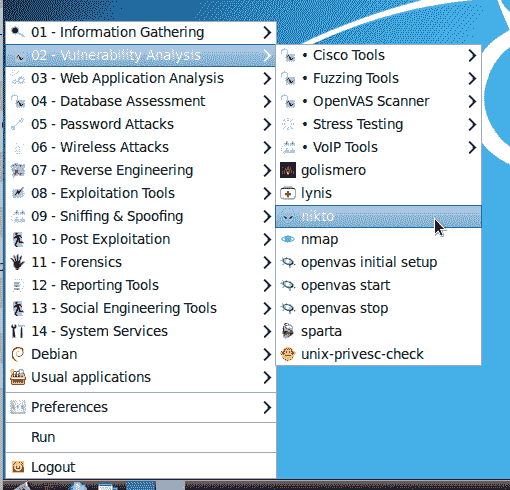 01 - Information Gathering
02 - Vulnerability Analysis
03 - Web Application Analysis
04 - Database Assessment
05 - Password Attacks
06 - Wireless Attacks
07 - Reverse Engineering
08 - Exploitation Tools
09 - Sniffing & Spoofing
10 - Post Exploitation
11 - Forensics
12 - Reporting Tools
13 - Social Engineering Tools
14 - System Services
Debian
Usual applications
Preferences
Run
Logout
• Cisco Tools
• Fuzzing Tools
• OpenVAS Scanner
• Stress Testing
• VoIP Tools
golismero
lynis
nikto
nmap
openvas initial setup
openvas start
openvas stop
sparta
unix-privesc-check